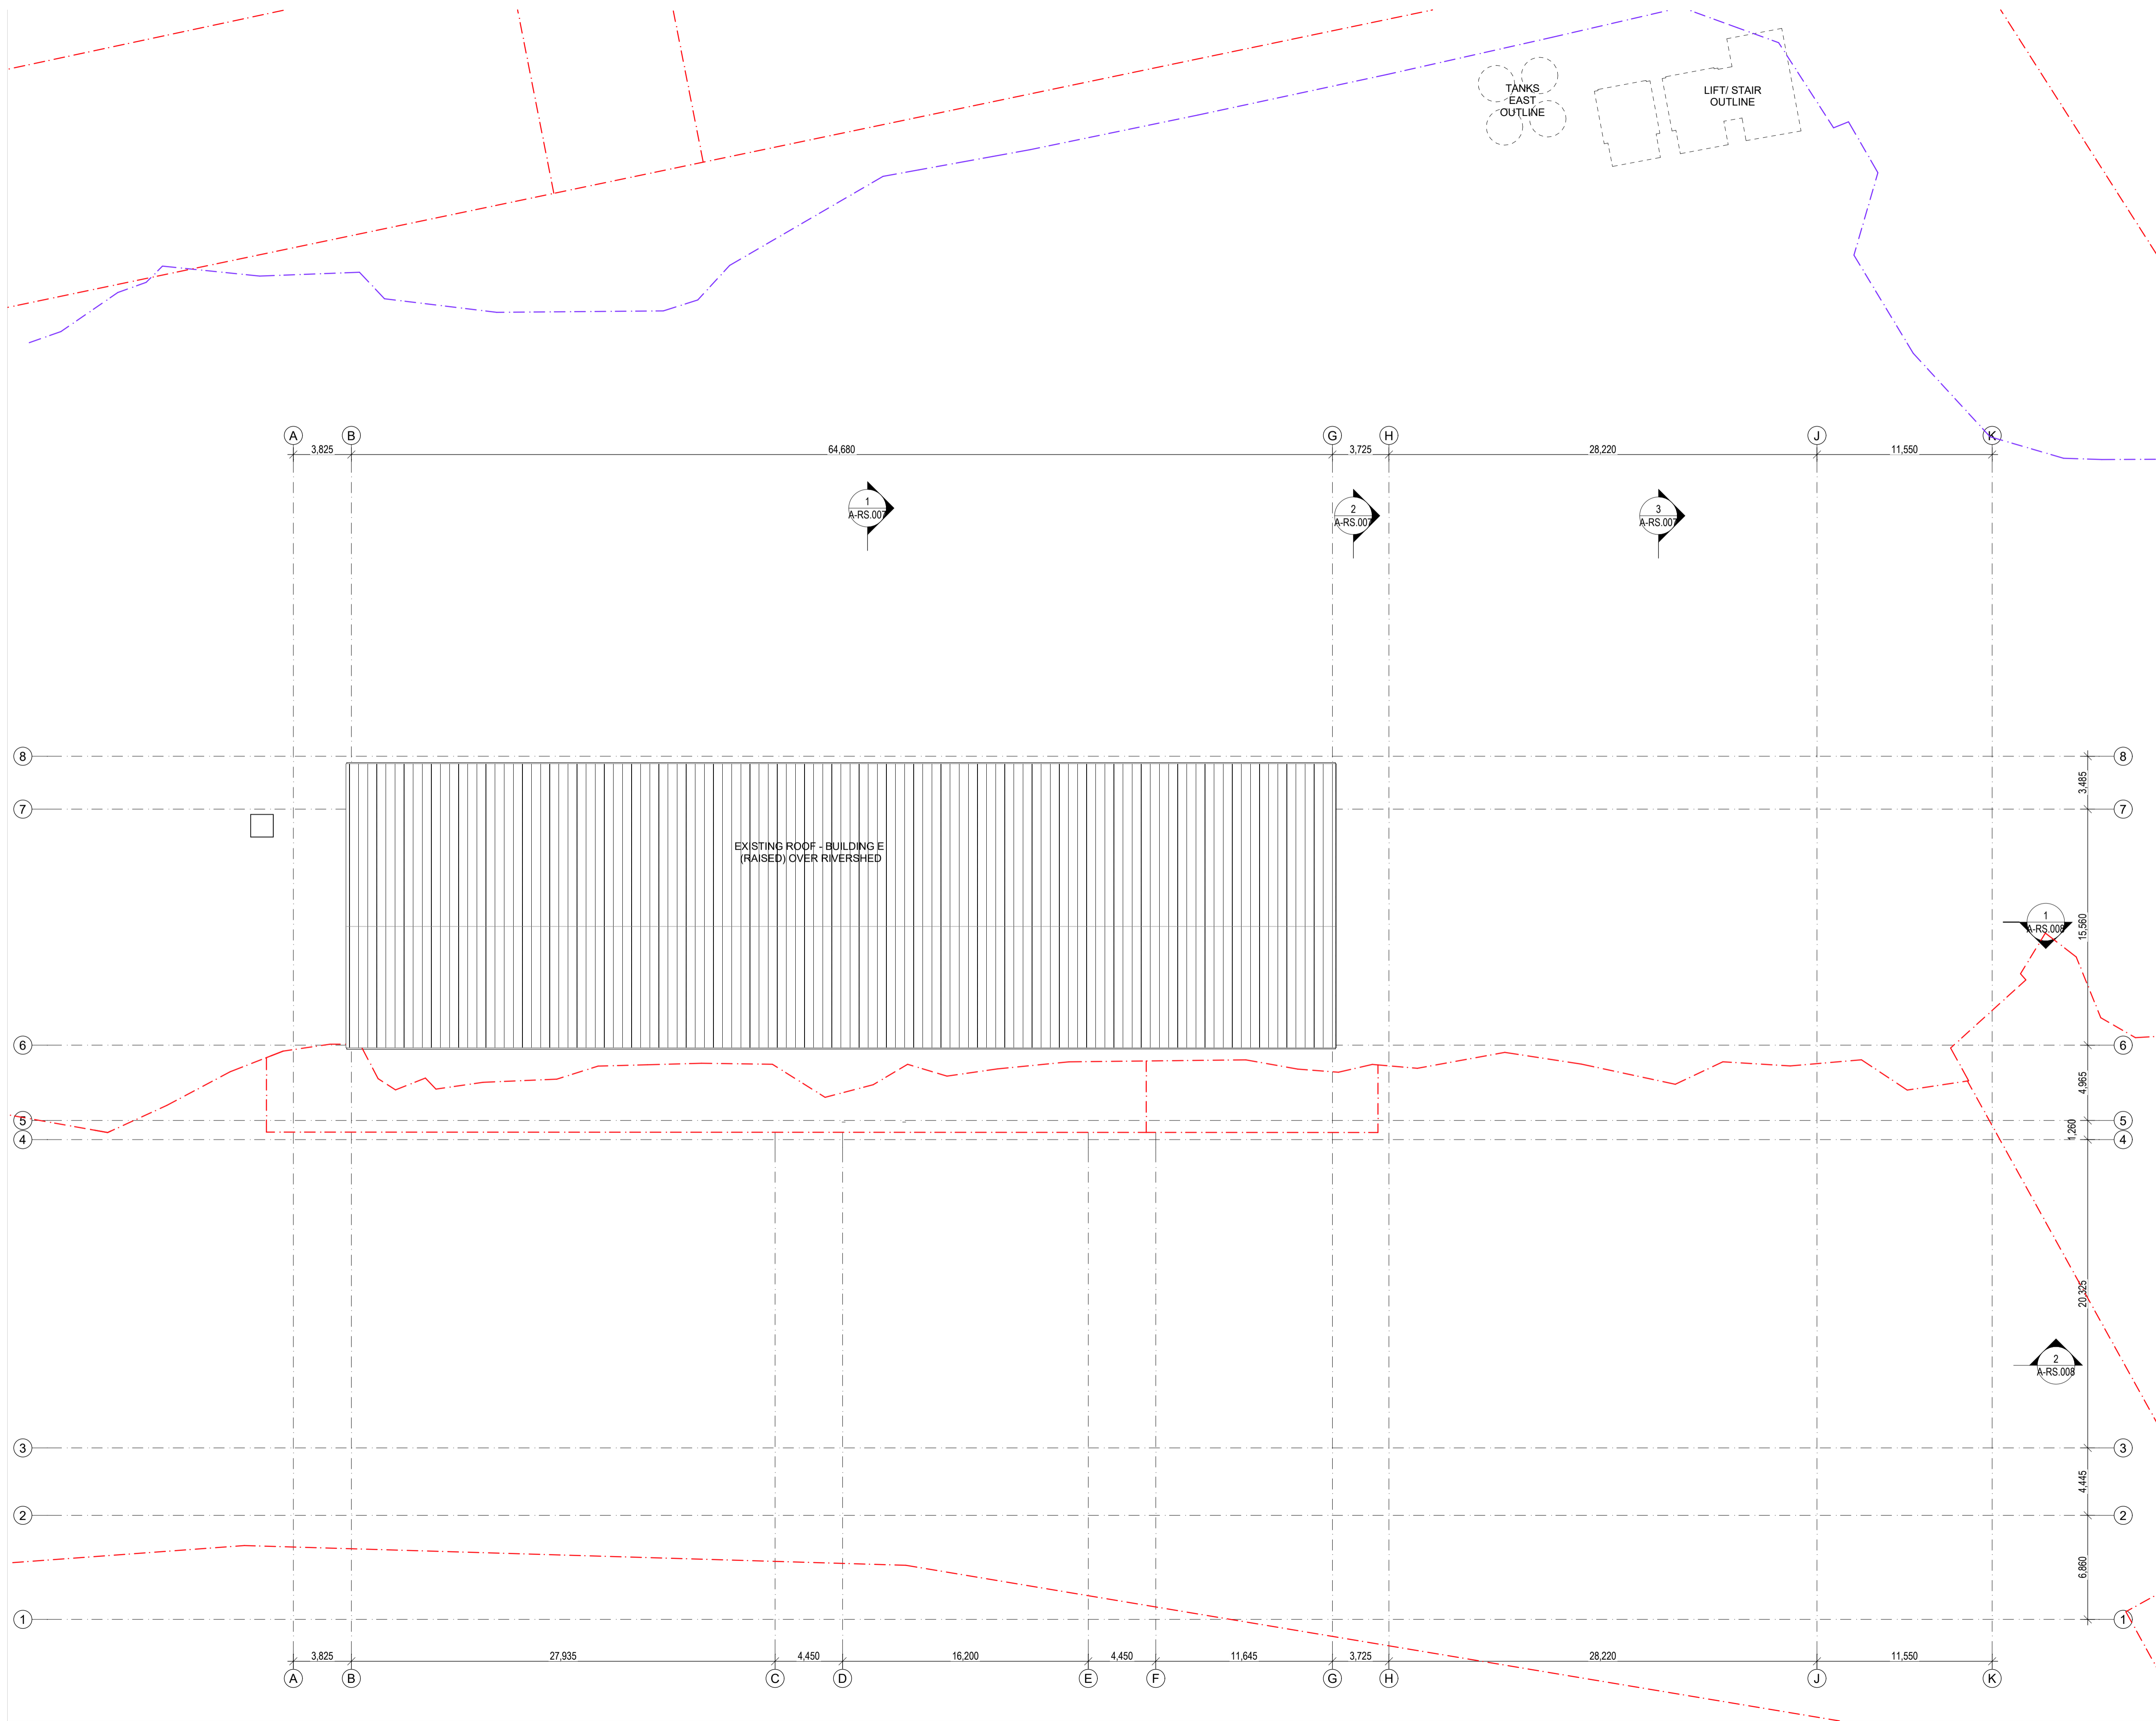 TANKS
EAST
OUTLINE
LIFT/ STAIR
OUTLINE
A B G H J K
3,825 64,680 3,725 28,220 11,550
1
A-RS.007
2
A-RS.007
3
A-RS.007
8 8
3,485
7 7
EXISTING ROOF - BUILDING E
(RAISED) OVER RIVERSHED
1
A-RS.008
15,560
6 6
4,965
5 5
1,260
4 4
20,325
2
A-RS.008
3 3
4,445
2 2
6,860
1 1
3,825 27,935 4,450 16,200 4,450 11,645 3,725 28,220 11,550
A B C D E F G H J K